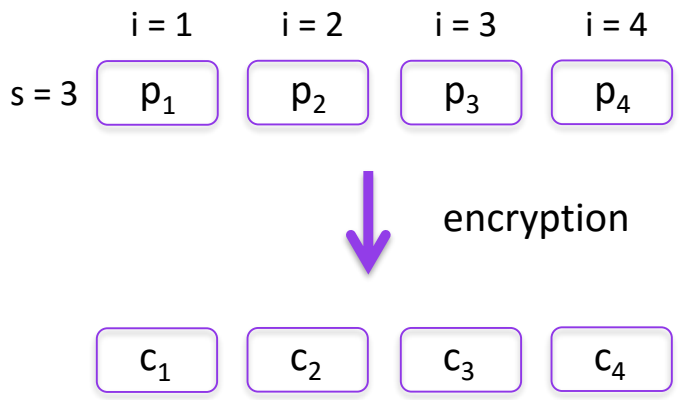 i = 1 i = 2 i = 3 i = 4
s = 3 p₁ p₂ p₃ p₄
encryption
c₁ c₂ c₃ c₄